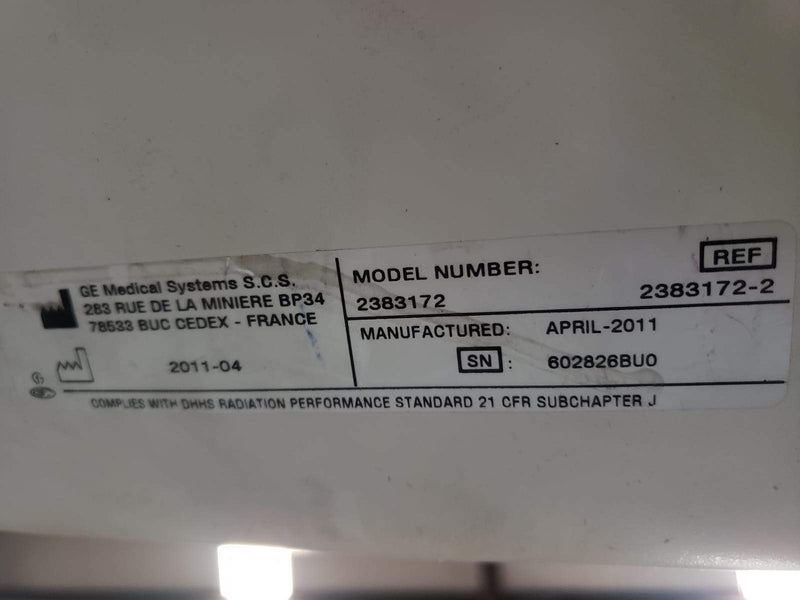 GE Medical Systems S.C.S.
283 RUE DE LA MINIERE BP34
78533 BUC CEDEX - FRANCE
2011-04
MODEL NUMBER:
REF
2383172
2383172-2
MANUFACTURED: APRIL-2011
SN : 602826BU0
COMPLIES WITH DHHS RADIATION PERFORMANCE STANDARD 21 CFR SUBCHAPTER J